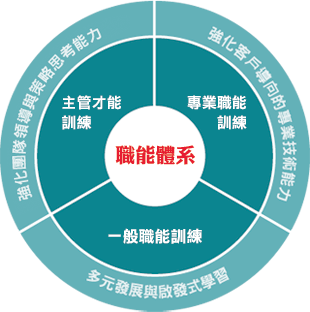 強化團隊領導與策略思考能力
強化客戶導向的專業技術能力
主管才能
訓練
專業職能
訓練
職能體系
一般職能訓練
多元發展與啟發式學習